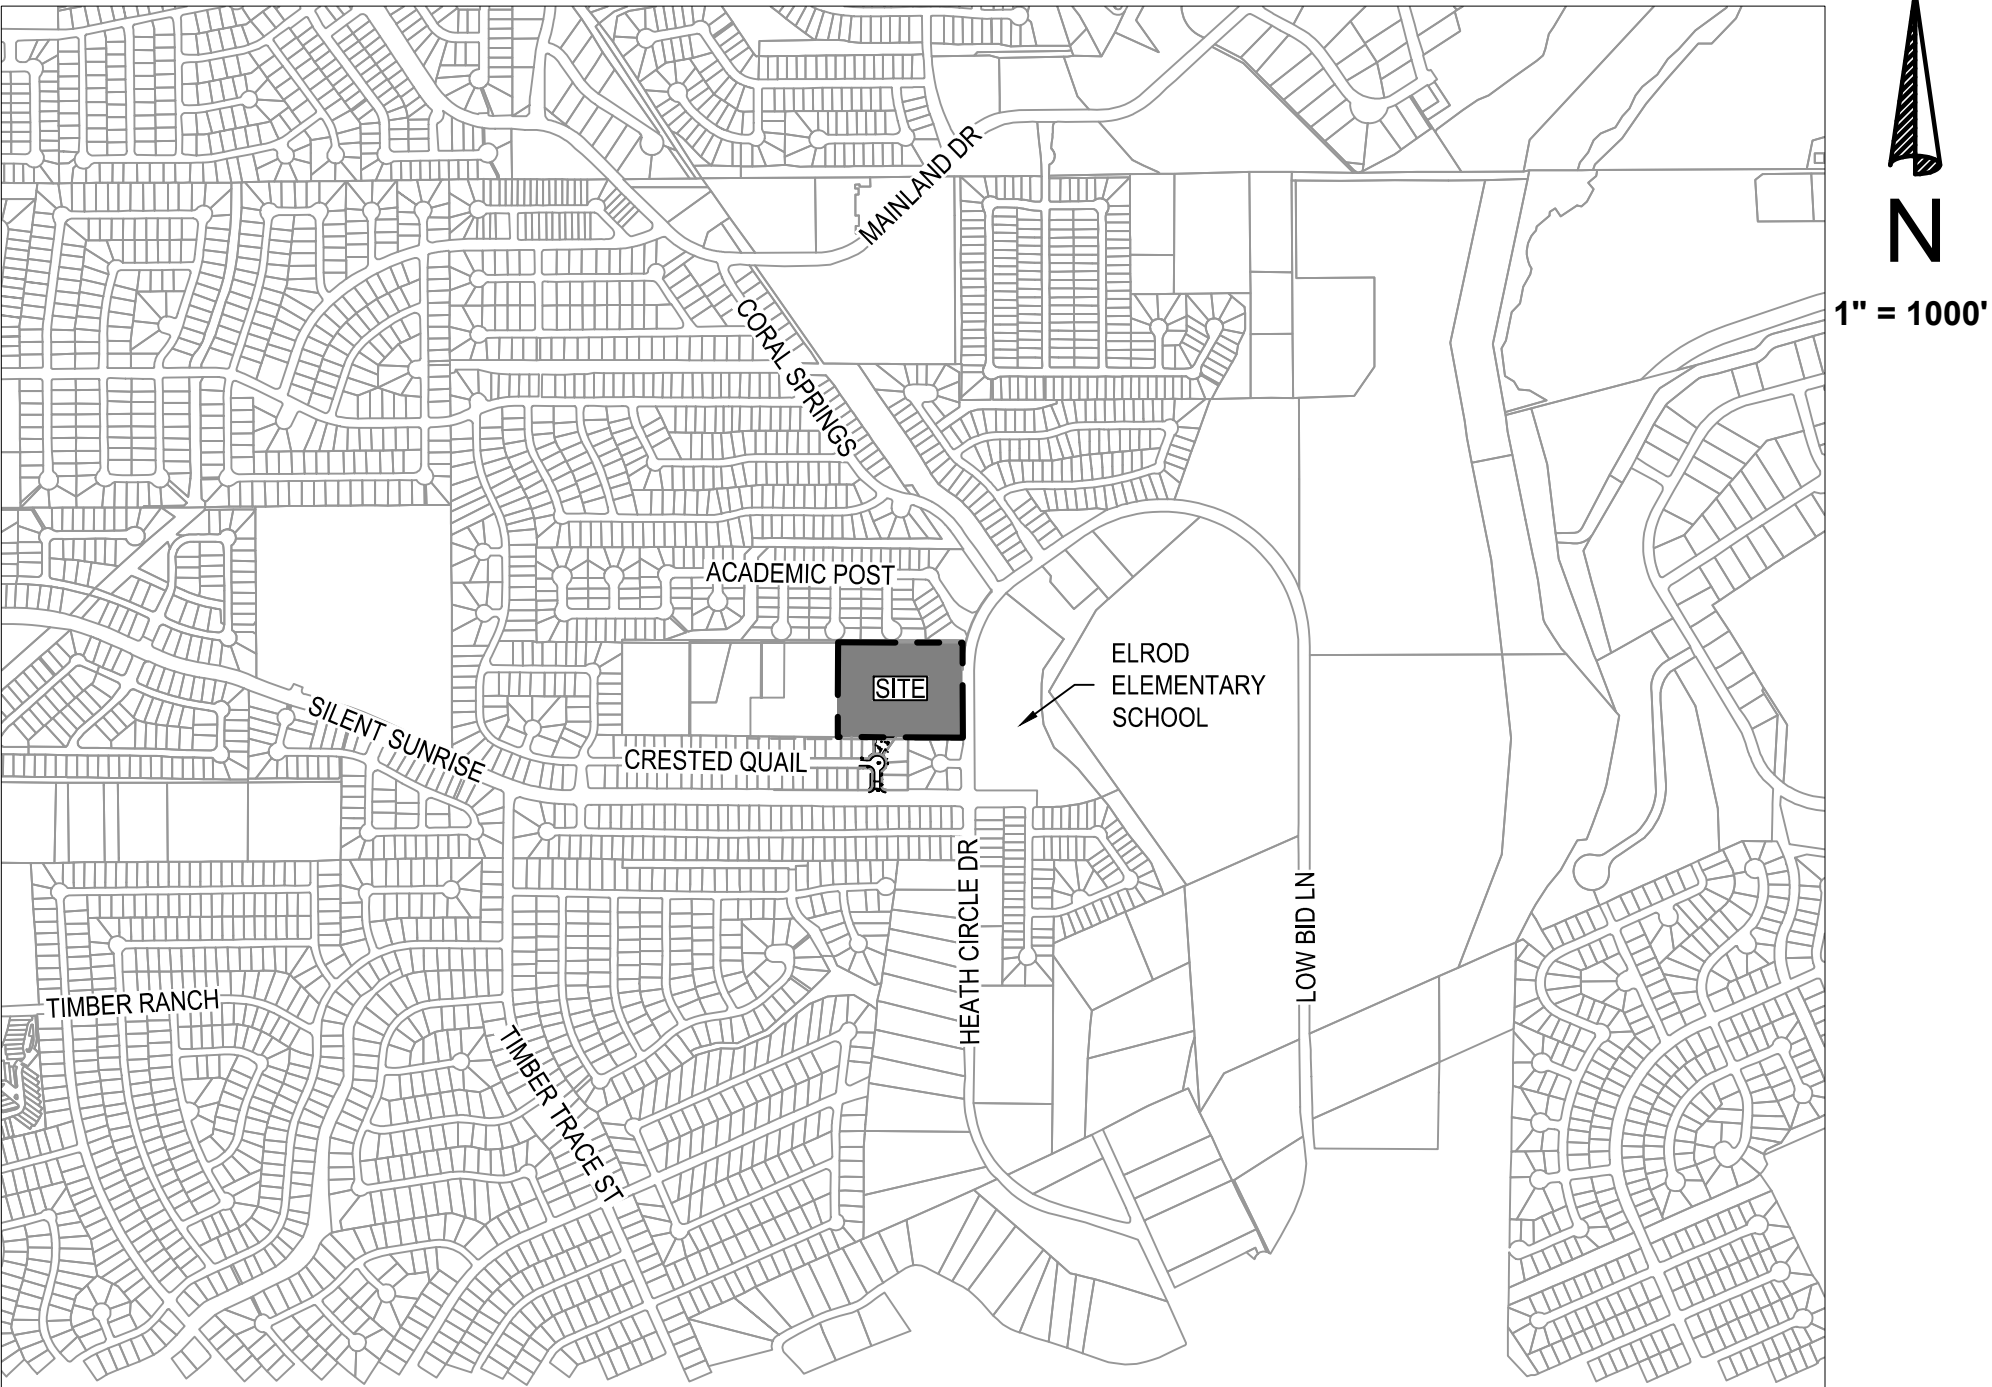 MAINLAND DR
N
1" = 1000'
CORAL SPRINGS
ACADEMIC POST
ELROD
ELEMENTARY
SCHOOL
SITE
SILENT SUNRISE
CRESTED QUAIL
HEATH CIRCLE DR
LOW BID LN
TIMBER RANCH
TIMBER TRACE ST